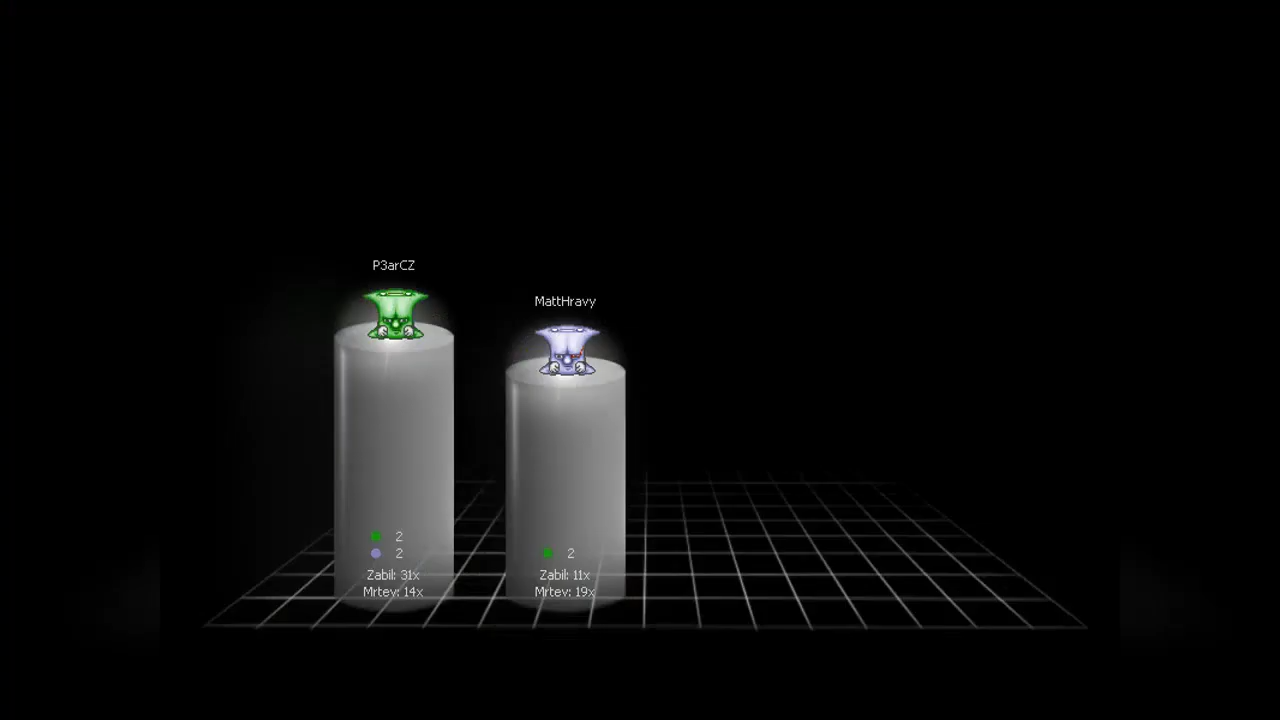 P3arCZ
MattHravy
2
2
Zabil: 31x
Mrtev: 14x
2
Zabil: 11x
Mrtev: 19x